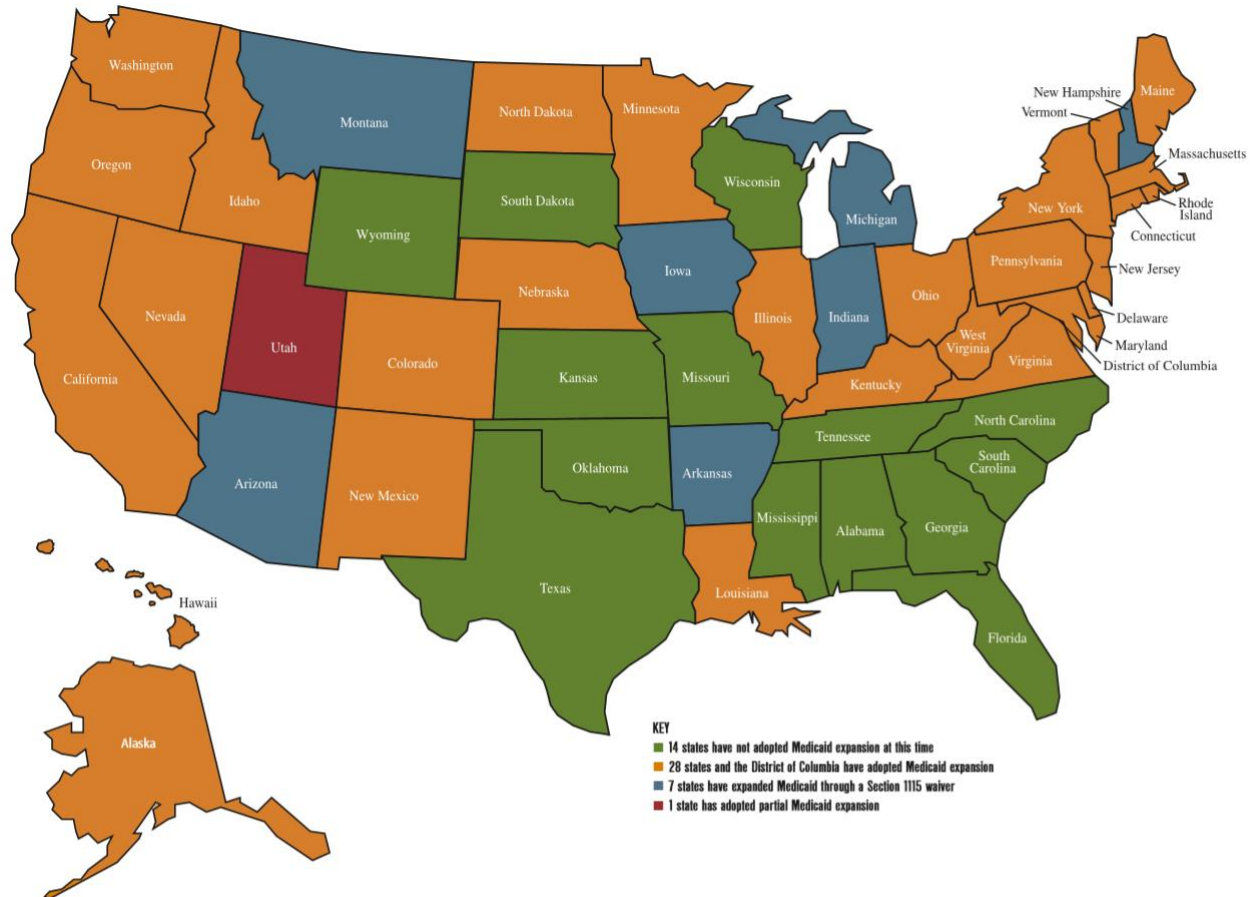 Washington
Oregon
California
Nevada
Idaho
Montana
Wyoming
Utah
Arizona
Colorado
New Mexico
North Dakota
South Dakota
Nebraska
Kansas
Oklahoma
Texas
Minnesota
Iowa
Missouri
Arkansas
Louisiana
Wisconsin
Illinois
Michigan
Indiana
Ohio
Kentucky
Tennessee
Mississippi
Alabama
Georgia
Florida
South
Carolina
North Carolina
Virginia
West
Virginia
Pennsylvania
New York
Vermont
New Hampshire
Maine
Massachusetts
Rhode
Island
Connecticut
New Jersey
Delaware
Maryland
District of Columbia
Hawaii
Alaska
KEY
14 states have not adopted Medicaid expansion at this time
28 states and the District of Columbia have adopted Medicaid expansion
7 states have expanded Medicaid through a Section 1115 waiver
1 state has adopted partial Medicaid expansion